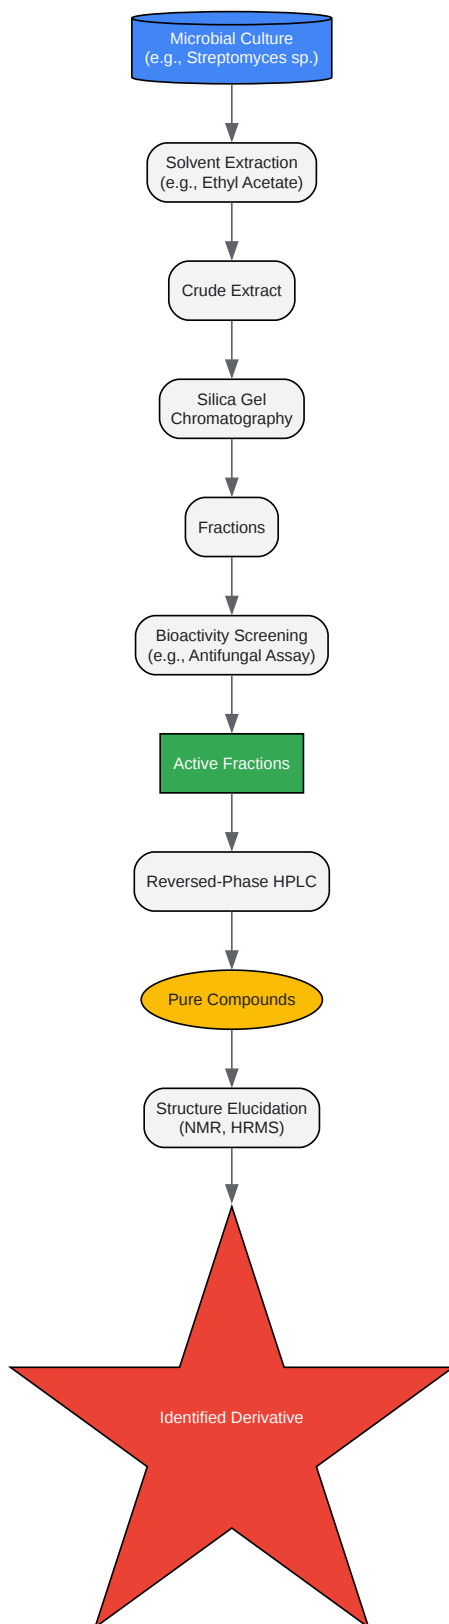 Microbial Culture
(e.g., Streptomyces sp.)
Solvent Extraction
(e.g., Ethyl Acetate)
Crude Extract
Silica Gel
Chromatography
Fractions
Bioactivity Screening
(e.g., Antifungal Assay)
Active Fractions
Reversed-Phase HPLC
Pure Compounds
Structure Elucidation
(NMR, HRMS)
Identified Derivative